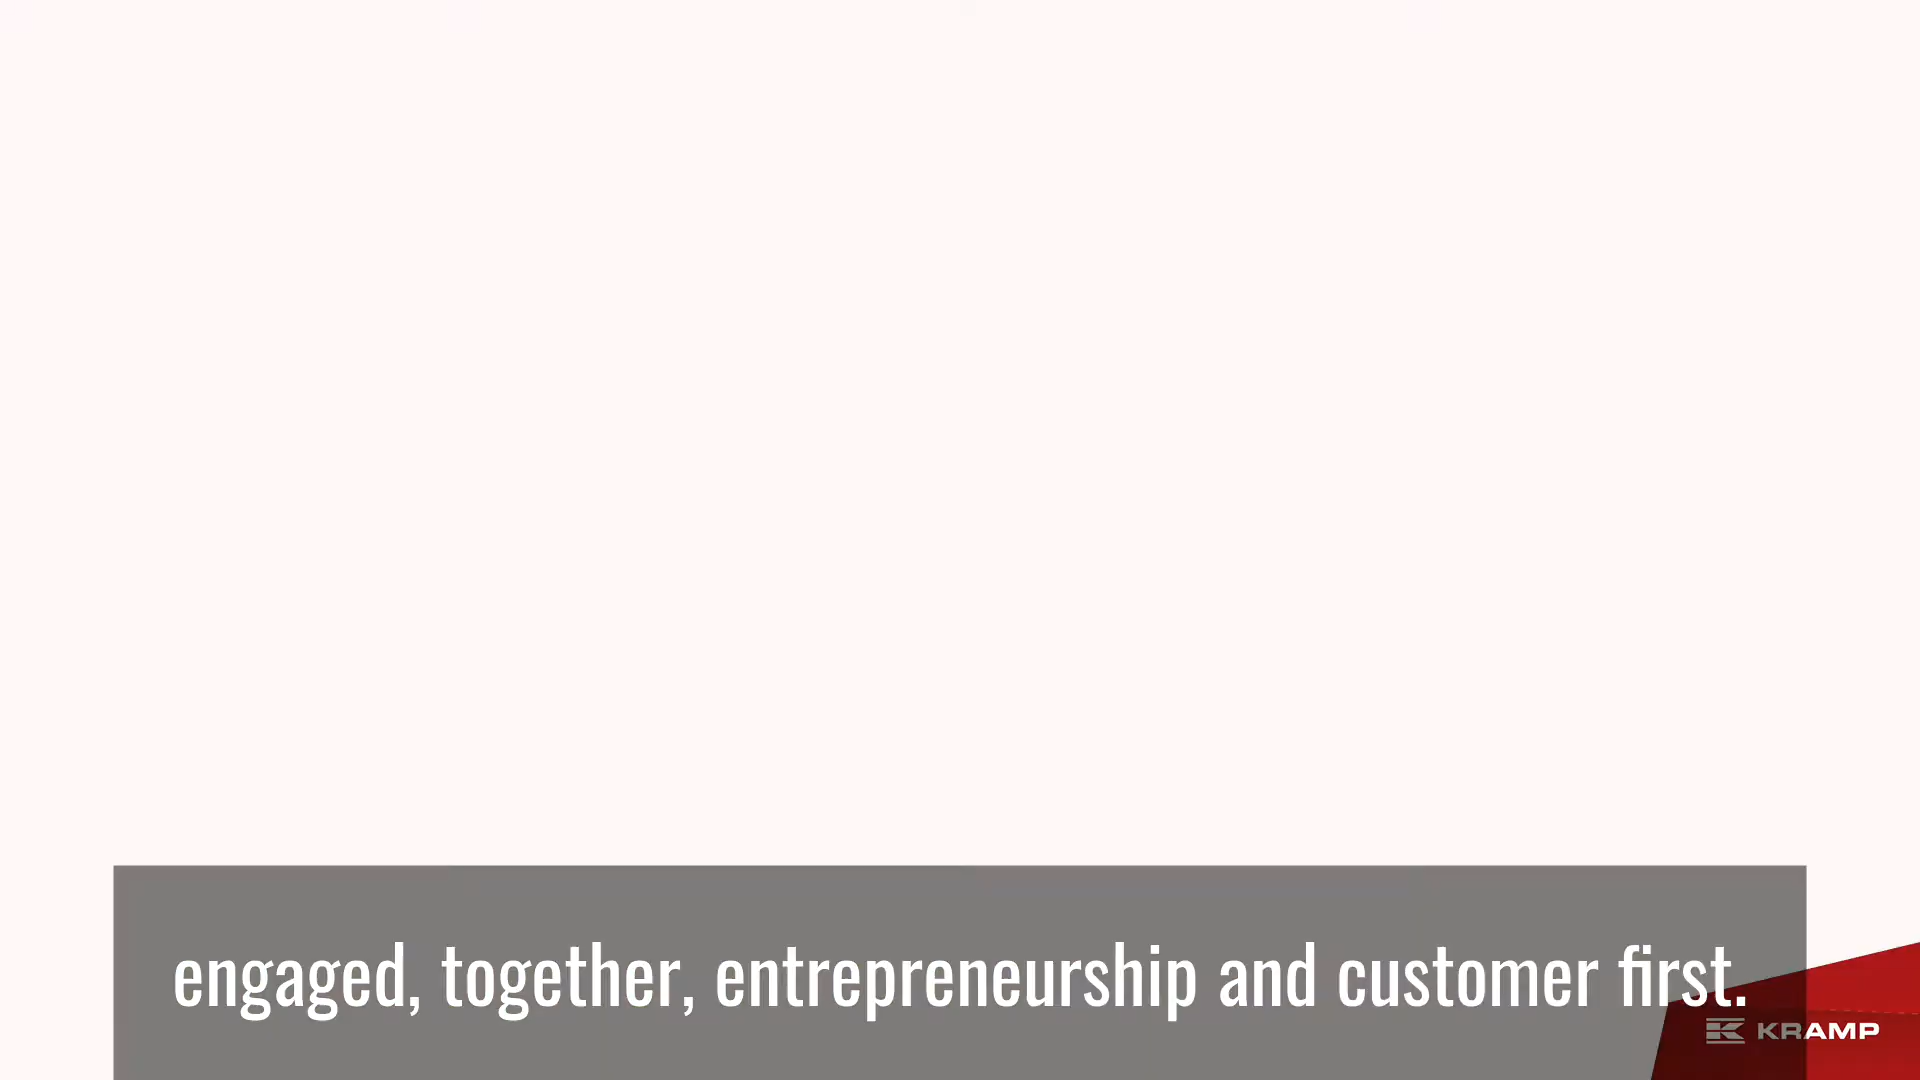 engaged, together, entrepreneurship and customer first.
KRAMP